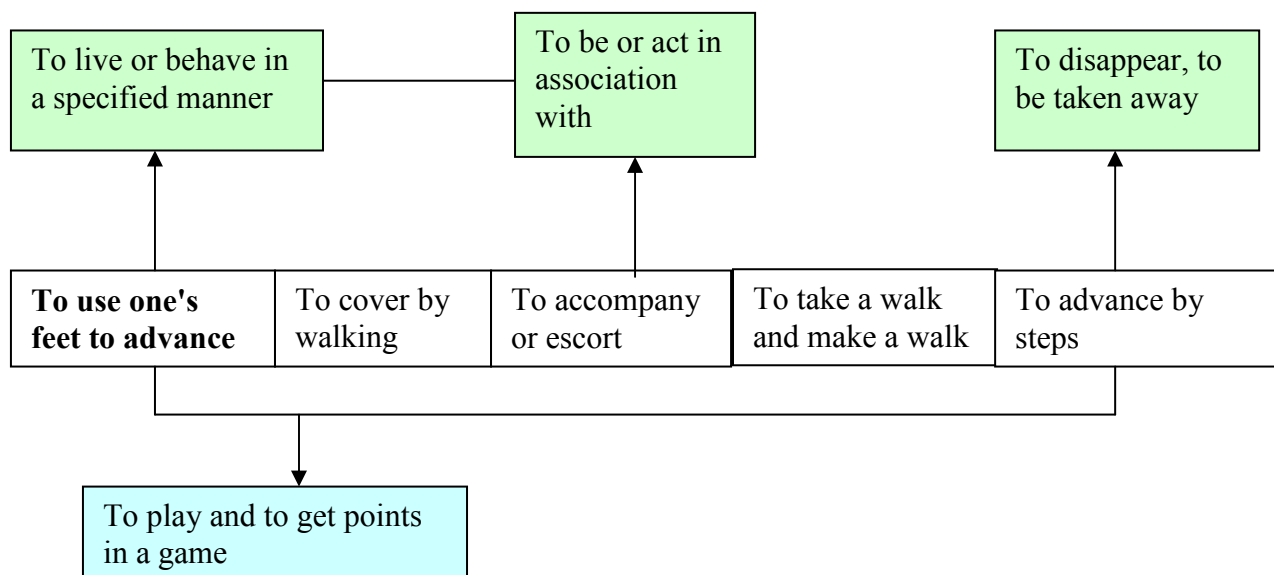 To live or behave in
a specified manner
To be or act in
association
with
To disappear, to
be taken away
To use one's
feet to advance
To cover by
walking
To accompany
or escort
To take a walk
and make a walk
To advance by
steps
To play and to get points
in a game